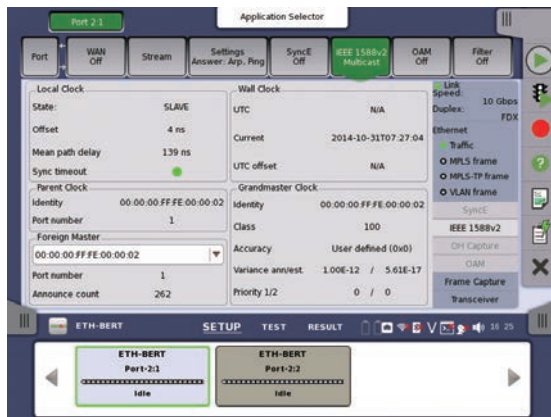 Port 2:1
Application Selector
Port
WAN
Off
Stream
Settings
Answer: Arp, Ping
SyncE
Off
IEEE 1588v2
Multicast
OAM
Off
Filter
Off
Local Clock
State: SLAVE
Offset 4 ns
Mean path delay 139 ns
Sync timeout
Parent Clock
Identity 00:00:00:FF:FE:00:00:02
Port number 1
Foreign Master
00:00:00:FF:FE:00:00:02
Port number 1
Announce count 262
Wall Clock
UTC N/A
Current 2014-10-31T07:27:04
UTC offset N/A
Grandmaster Clock
Identity 00:00:00:FF:FE:00:00:02
Class 100
Accuracy User defined (0x0)
Variance ann/est. 1.00E-12 / 5.61E-17
Priority 1/2 0 / 0
Link
Speed: 10 Gbps
Duplex: FDX
Ethernet
Traffic
MPLS frame
MPLS-TP frame
VLAN frame
SyncE
IEEE 1588v2
OH Capture
OAM
Frame Capture
Transceiver
ETH-BERT
SETUP
TEST
RESULT
16 25
ETH-BERT
Port-2:1
Idle
ETH-BERT
Port-2:2
Idle